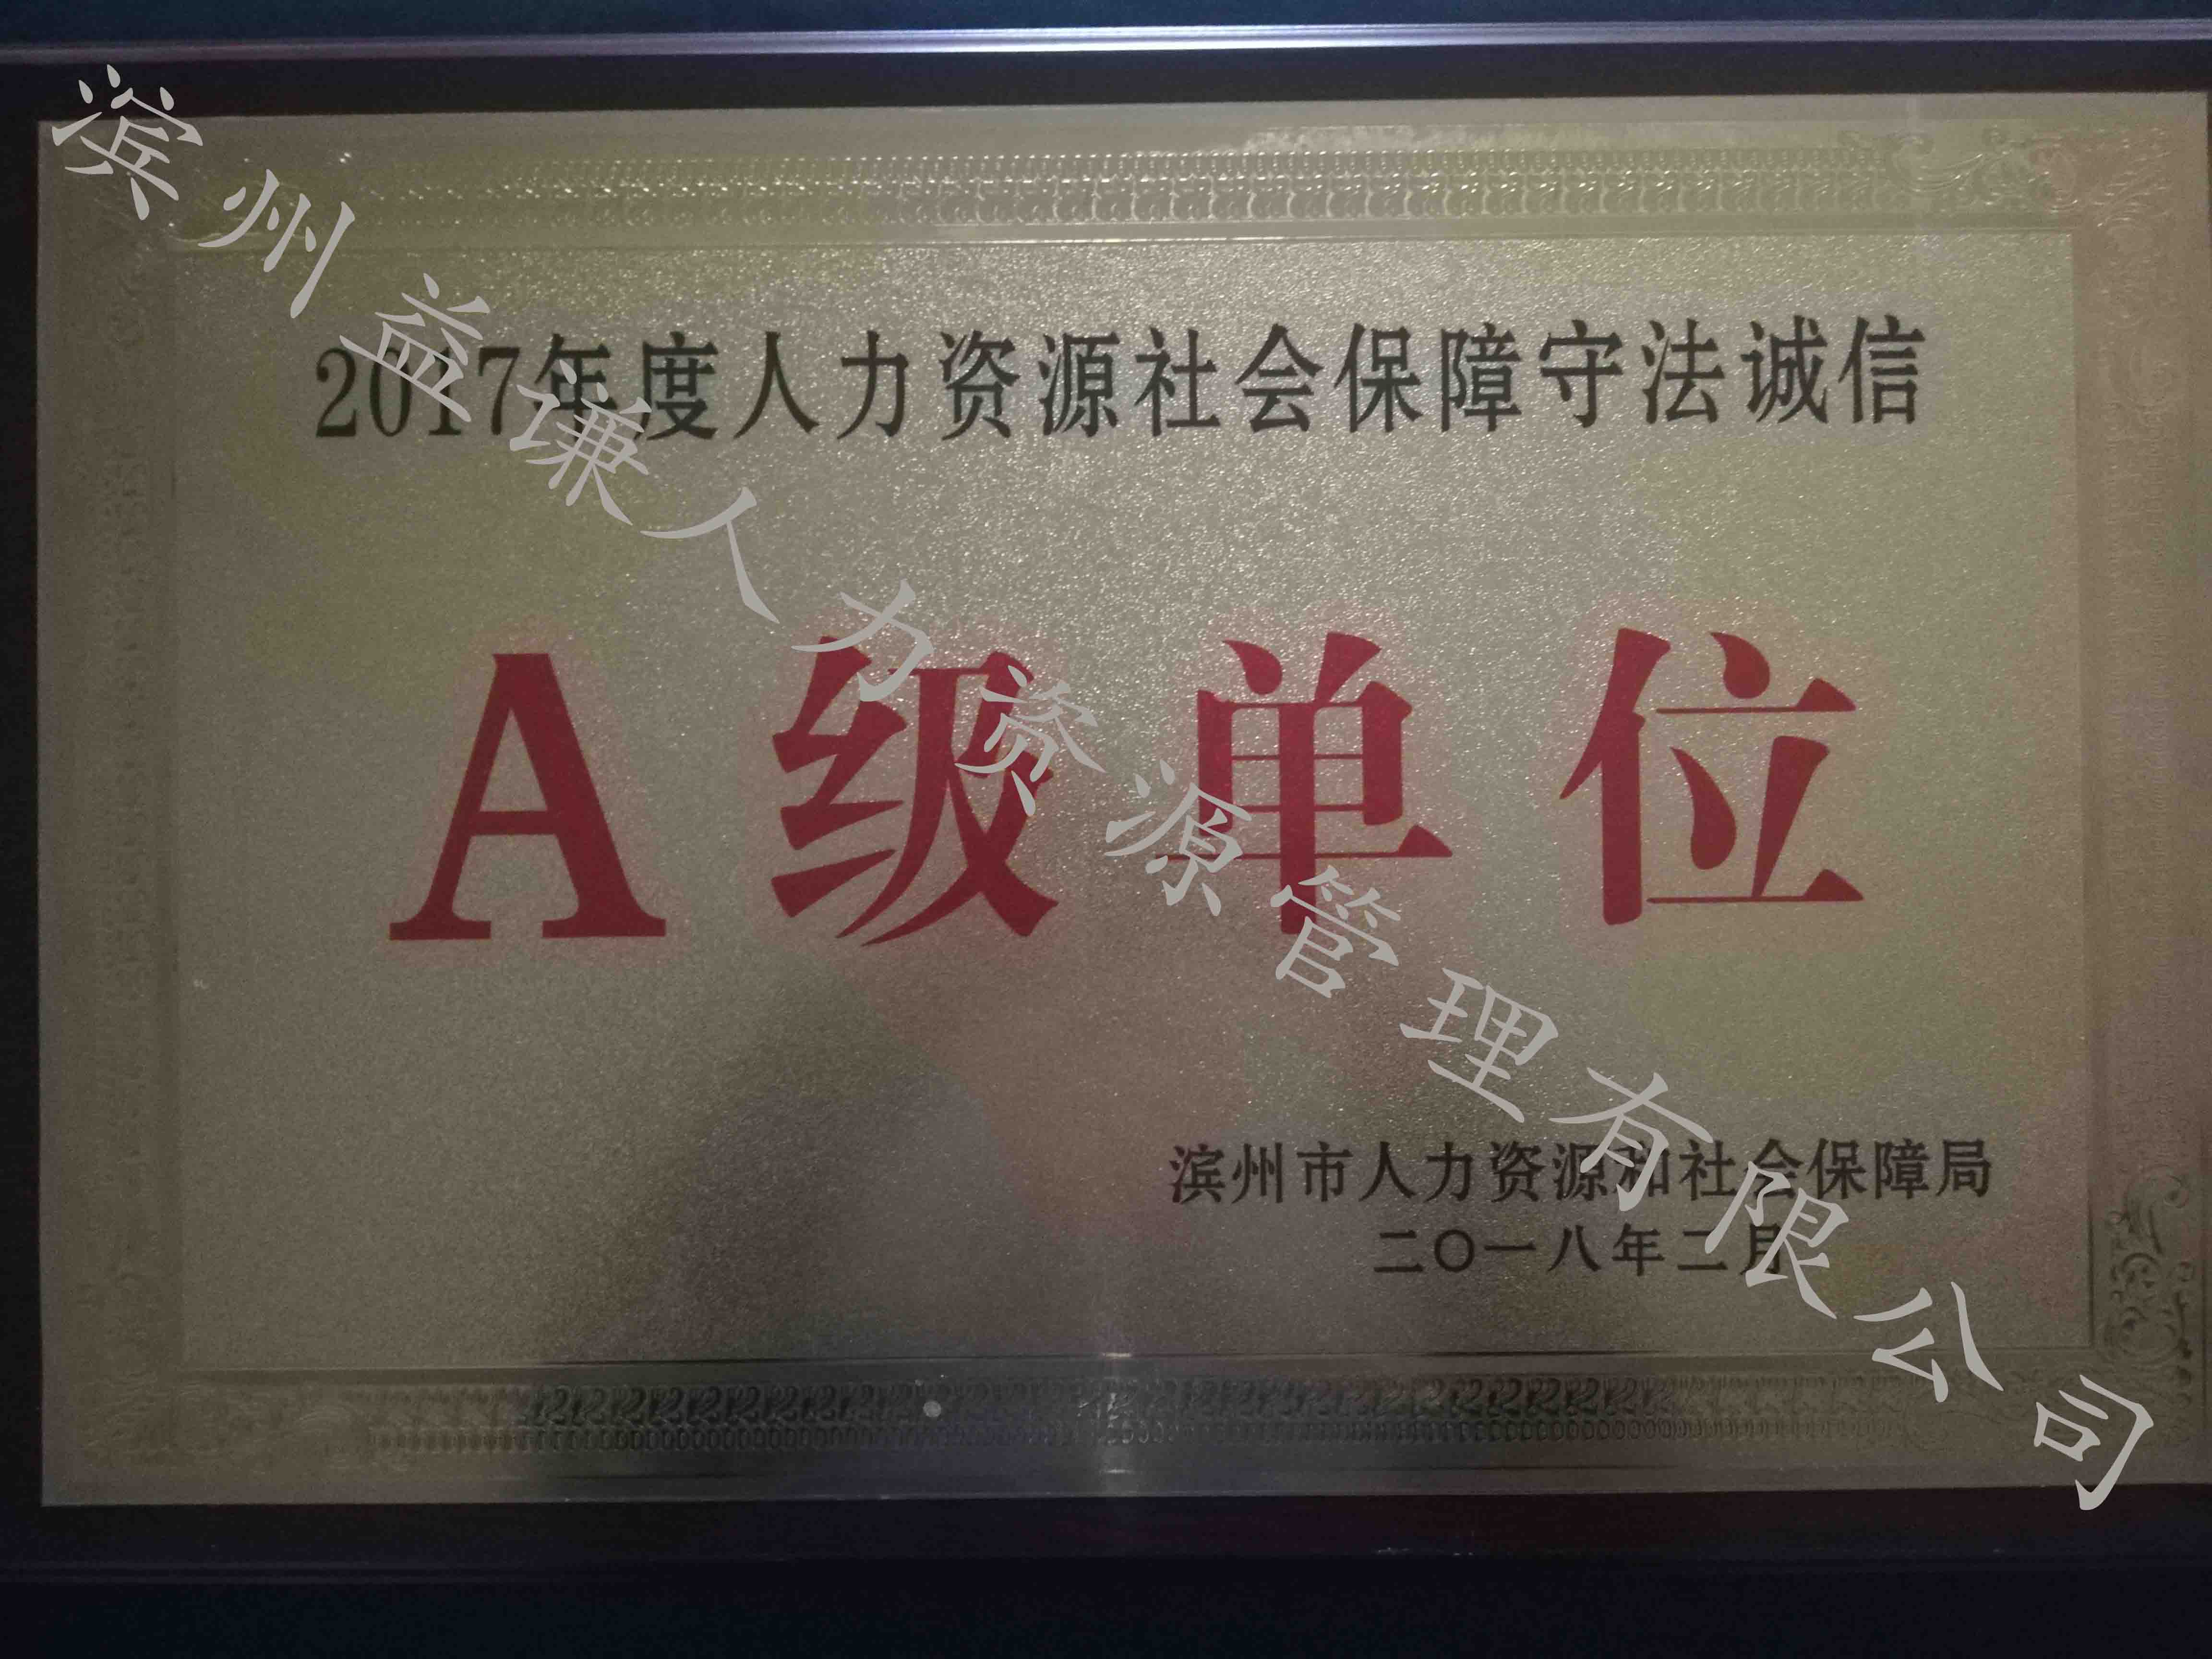 滨州益谦人力资源管理有限公司
2017年度人力资源社会保障守法诚信
A级单位
滨州市人力资源和社会保障局
二〇一八年二月